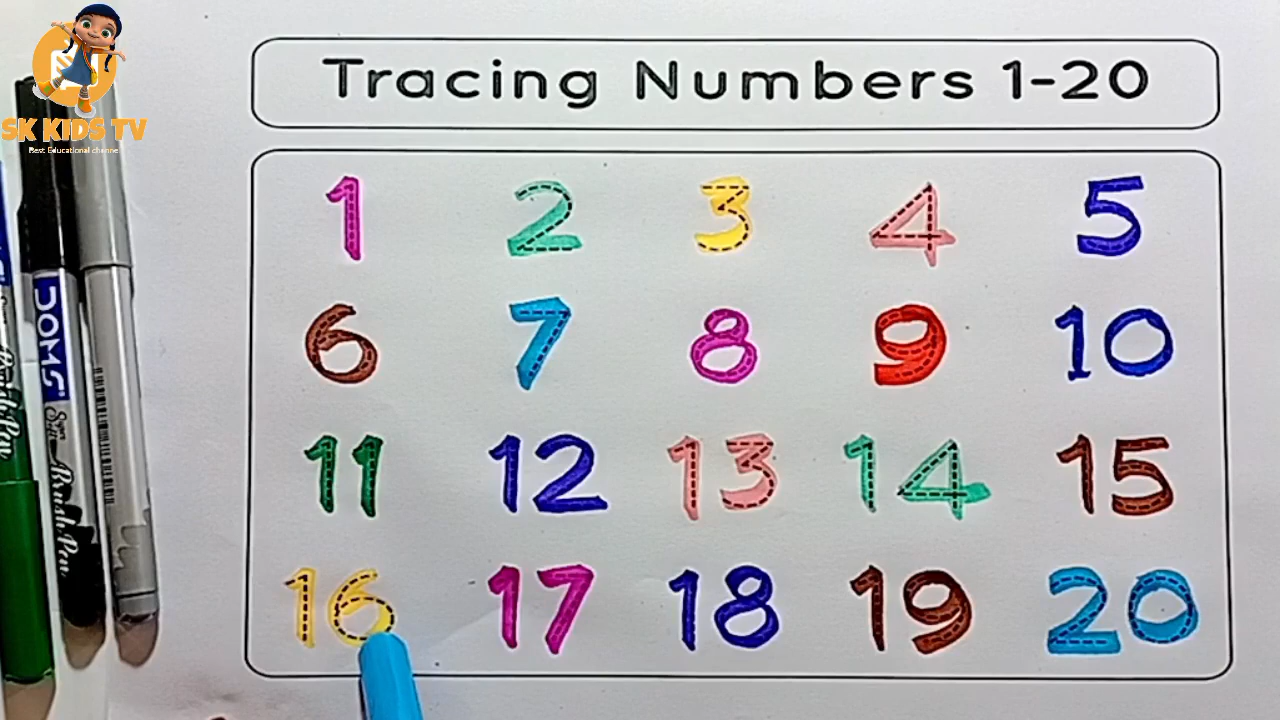 SK KIDS TV
Best Educational channel
Tracing Numbers 1-20
1 2 3 4 5
6 7 8 9 10
11 12 13 14 15
16 17 18 19 20
DOMS
Brush Pen
Brush Pen